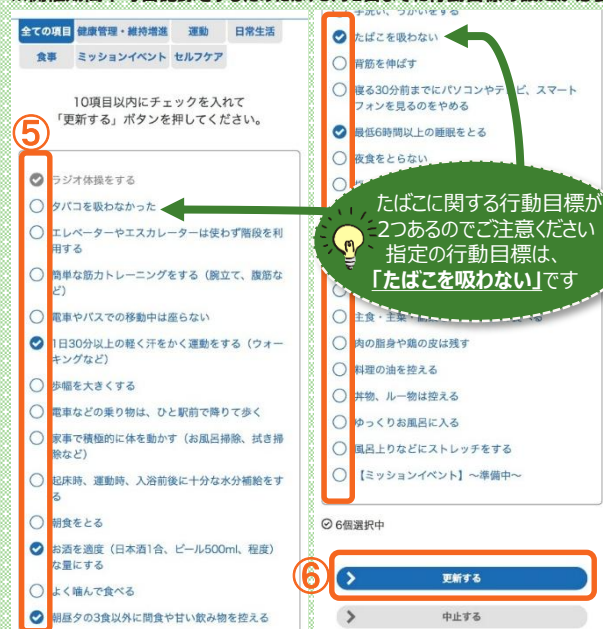 全ての項目 健康管理・維持増進 運動 日常生活
食事 ミッションイベント セルフケア
10項目以内にチェックを入れて
「更新する」ボタンを押してください。
⑤
ラジオ体操をする
タバコを吸わなかった
エレベーターやエスカレーターは使わず階段を利
用する
簡単な筋力トレーニングをする（腕立て、腹筋な
ど）
電車やバスでの移動中は座らない
1日30分以上の軽く汗をかく運動をする（ウォー
キングなど）
歩幅を大きくする
電車などの乗り物は、ひと駅前で降りて歩く
家事で積極的に体を動かす（お風呂掃除、拭き掃
除など）
起床時、運動時、入浴前後に十分な水分補給をす
る
朝食をとる
お酒を適度（日本酒1合、ビール500ml、程度）
な量にする
よく噛んで食べる
朝昼夕の3食以外に間食や甘い飲み物を控える
手洗い、うがいをする
たばこを吸わない
背筋を伸ばす
寝る30分前までにパソコンやテレビ、スマート
フォンを見るのをやめる
最低6時間以上の睡眠をとる
夜食をとらない
たばこに関する行動目標が
2つあるのでご注意ください
指定の行動目標は、
「たばこを吸わない」です
主食・主菜・
肉の脂身や鶏の皮は残す
料理の油を控える
丼物、ルー物は控える
ゆっくりお風呂に入る
風呂上りなどにストレッチをする
【ミッションイベント】～準備中～
6個選択中
⑥
更新する
中止する